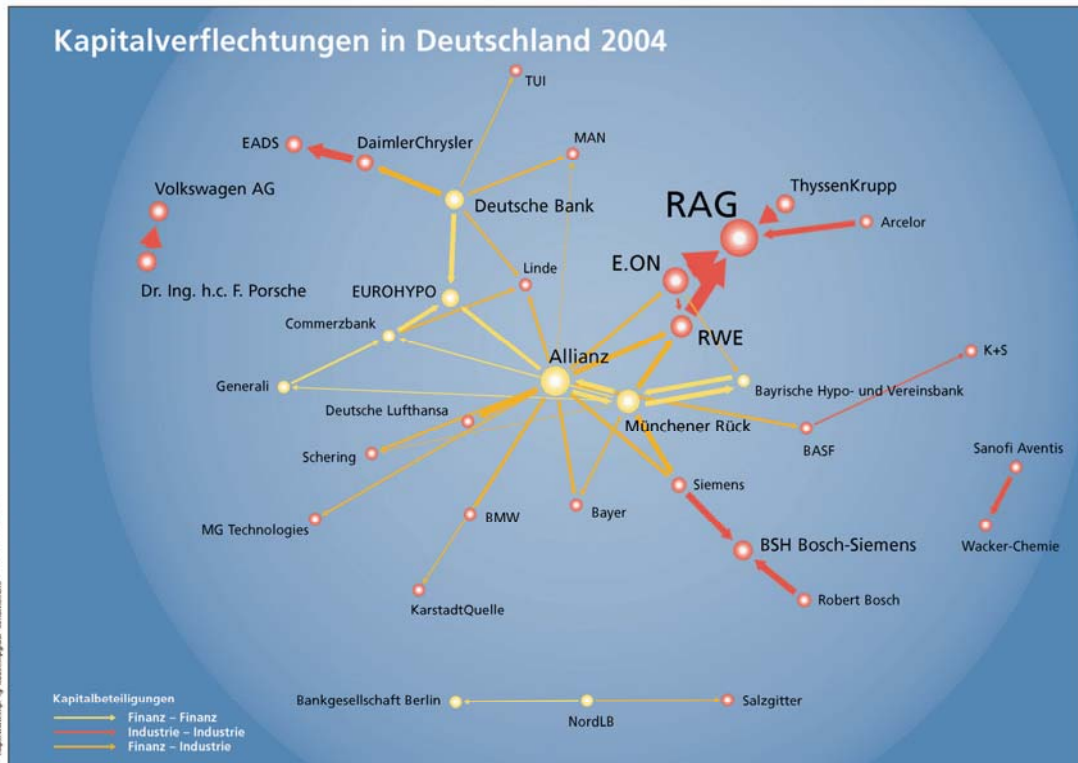 Kapitalverflechtungen in Deutschland 2004
TUI
EADS
DaimlerChrysler
MAN
Volkswagen AG
Deutsche Bank
RAG
ThyssenKrupp
Arcelor
Dr. Ing. h.c. F. Porsche
EUROHYPO
Linde
E.ON
Commerzbank
RWE
Allianz
K+S
Generali
Bayrische Hypo- und Vereinsbank
Deutsche Lufthansa
Münchener Rück
Schering
BASF
Sanofi Aventis
Siemens
MG Technologies
BMW
Bayer
BSH Bosch-Siemens
Wacker-Chemie
KarstadtQuelle
Robert Bosch
Bankgesellschaft Berlin
NordLB
Salzgitter
Kapitalbeteiligungen
Finanz – Finanz
Industrie – Industrie
Finanz – Industrie